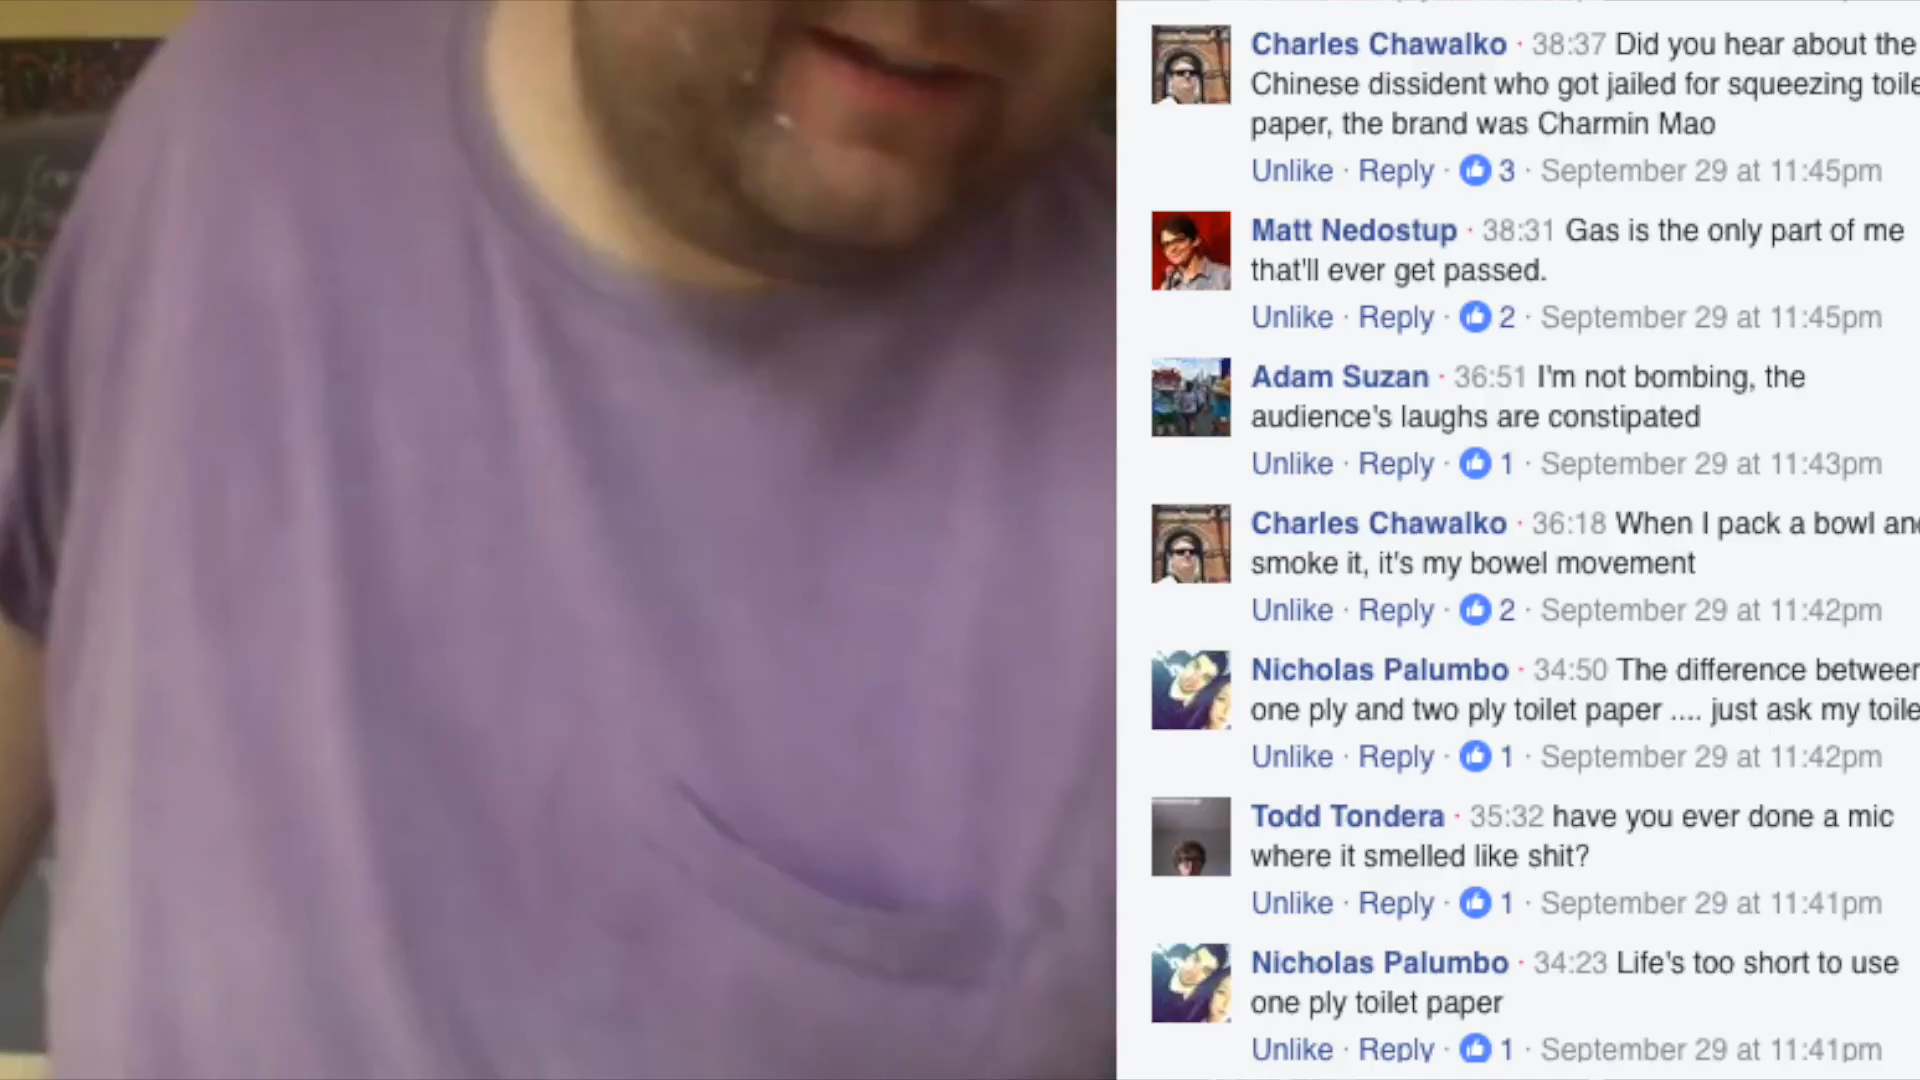 Charles Chawalko · 38:37 Did you hear about the
Chinese dissident who got jailed for squeezing toile
paper, the brand was Charmin Mao
Unlike · Reply · 3 · September 29 at 11:45pm
Matt Nedostup · 38:31 Gas is the only part of me
that'll ever get passed.
Unlike · Reply · 2 · September 29 at 11:45pm
Adam Suzan · 36:51 I'm not bombing, the
audience's laughs are constipated
Unlike · Reply · 1 · September 29 at 11:43pm
Charles Chawalko · 36:18 When I pack a bowl an
smoke it, it's my bowel movement
Unlike · Reply · 2 · September 29 at 11:42pm
Nicholas Palumbo · 34:50 The difference between
one ply and two ply toilet paper .... just ask my toile
Unlike · Reply · 1 · September 29 at 11:42pm
Todd Tondera · 35:32 have you ever done a mic
where it smelled like shit?
Unlike · Reply · 1 · September 29 at 11:41pm
Nicholas Palumbo · 34:23 Life's too short to use
one ply toilet paper
Unlike · Reply · 1 · September 29 at 11:41pm